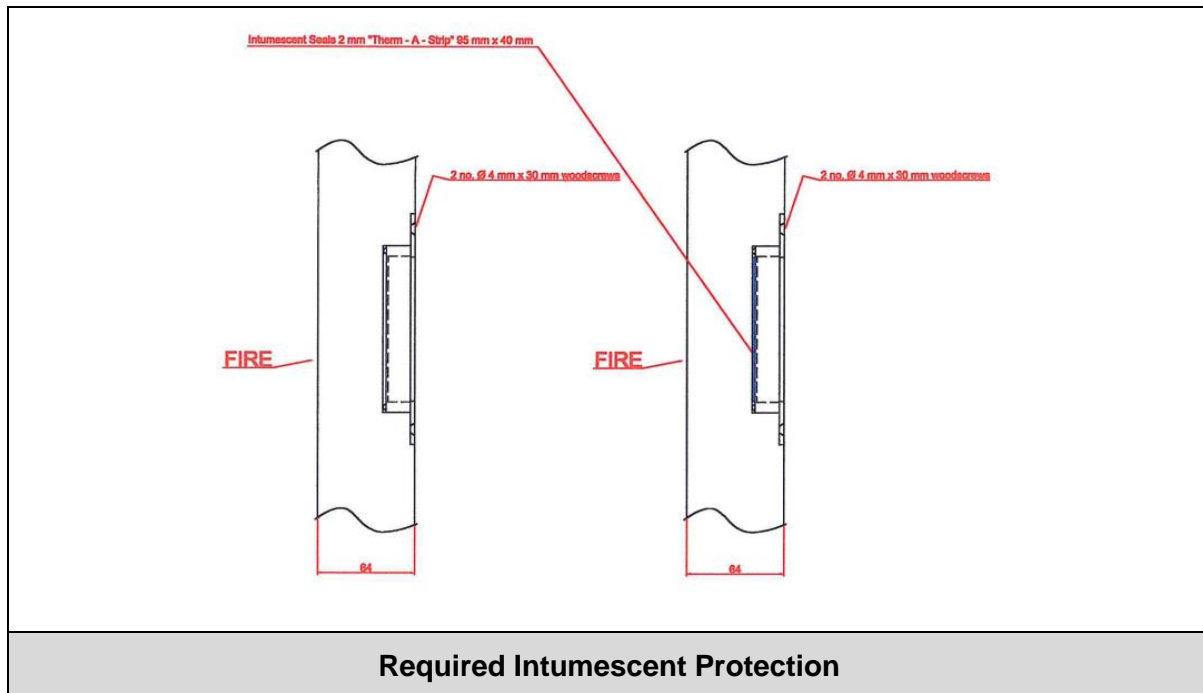 Intumescent Seals 2 mm "Therm - A - Strip" 95 mm x 40 mm
2 no. Ø 4 mm x 30 mm woodscrews
2 no. Ø 4 mm x 30 mm woodscrews
FIRE
FIRE
64
64
Required Intumescent Protection